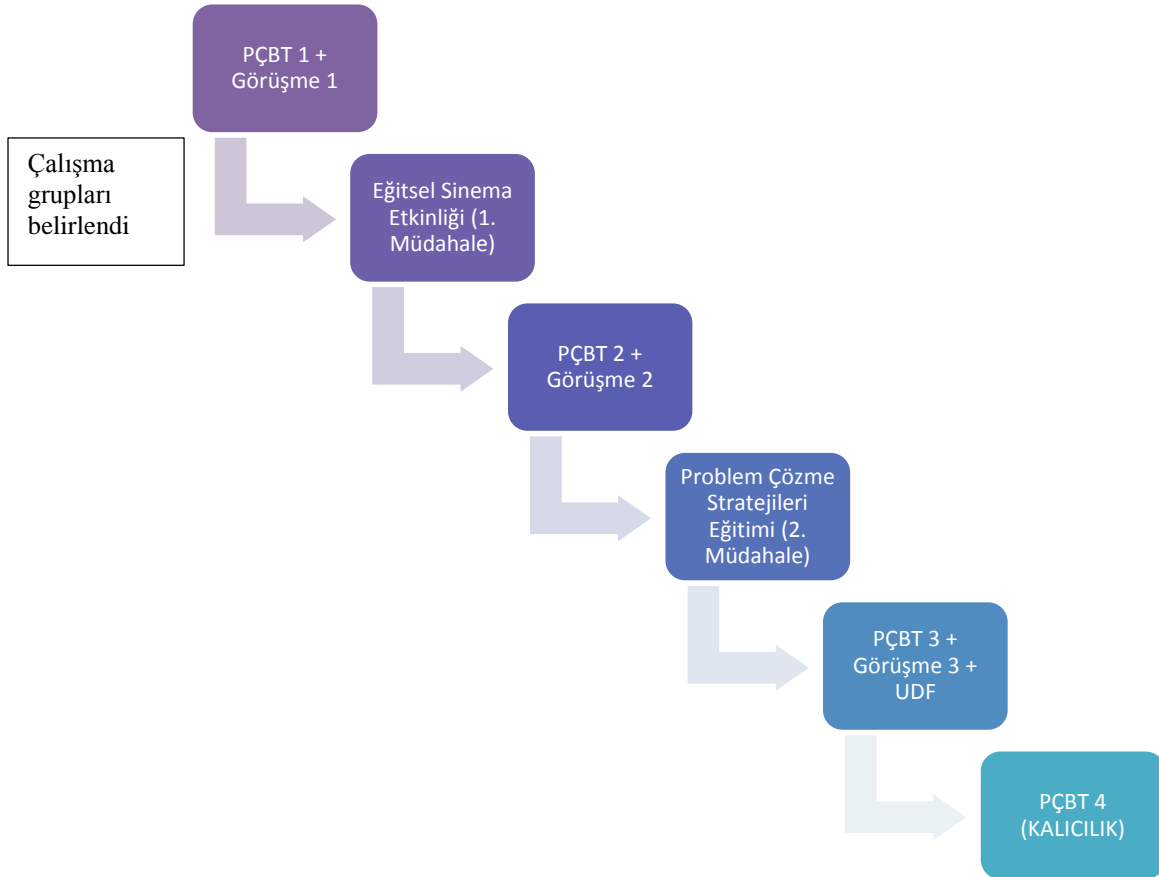 PÇBT 1 +
Görüşme 1
Çalışma
grupları
belirlendi
Eğitsel Sinema
Etkinliği (1.
Müdahale)
PÇBT 2 +
Görüşme 2
Problem Çözme
Stratejileri
Eğitimi (2.
Müdahale)
PÇBT 3 +
Görüşme 3 +
UDF
PÇBT 4
(KALICILIK)